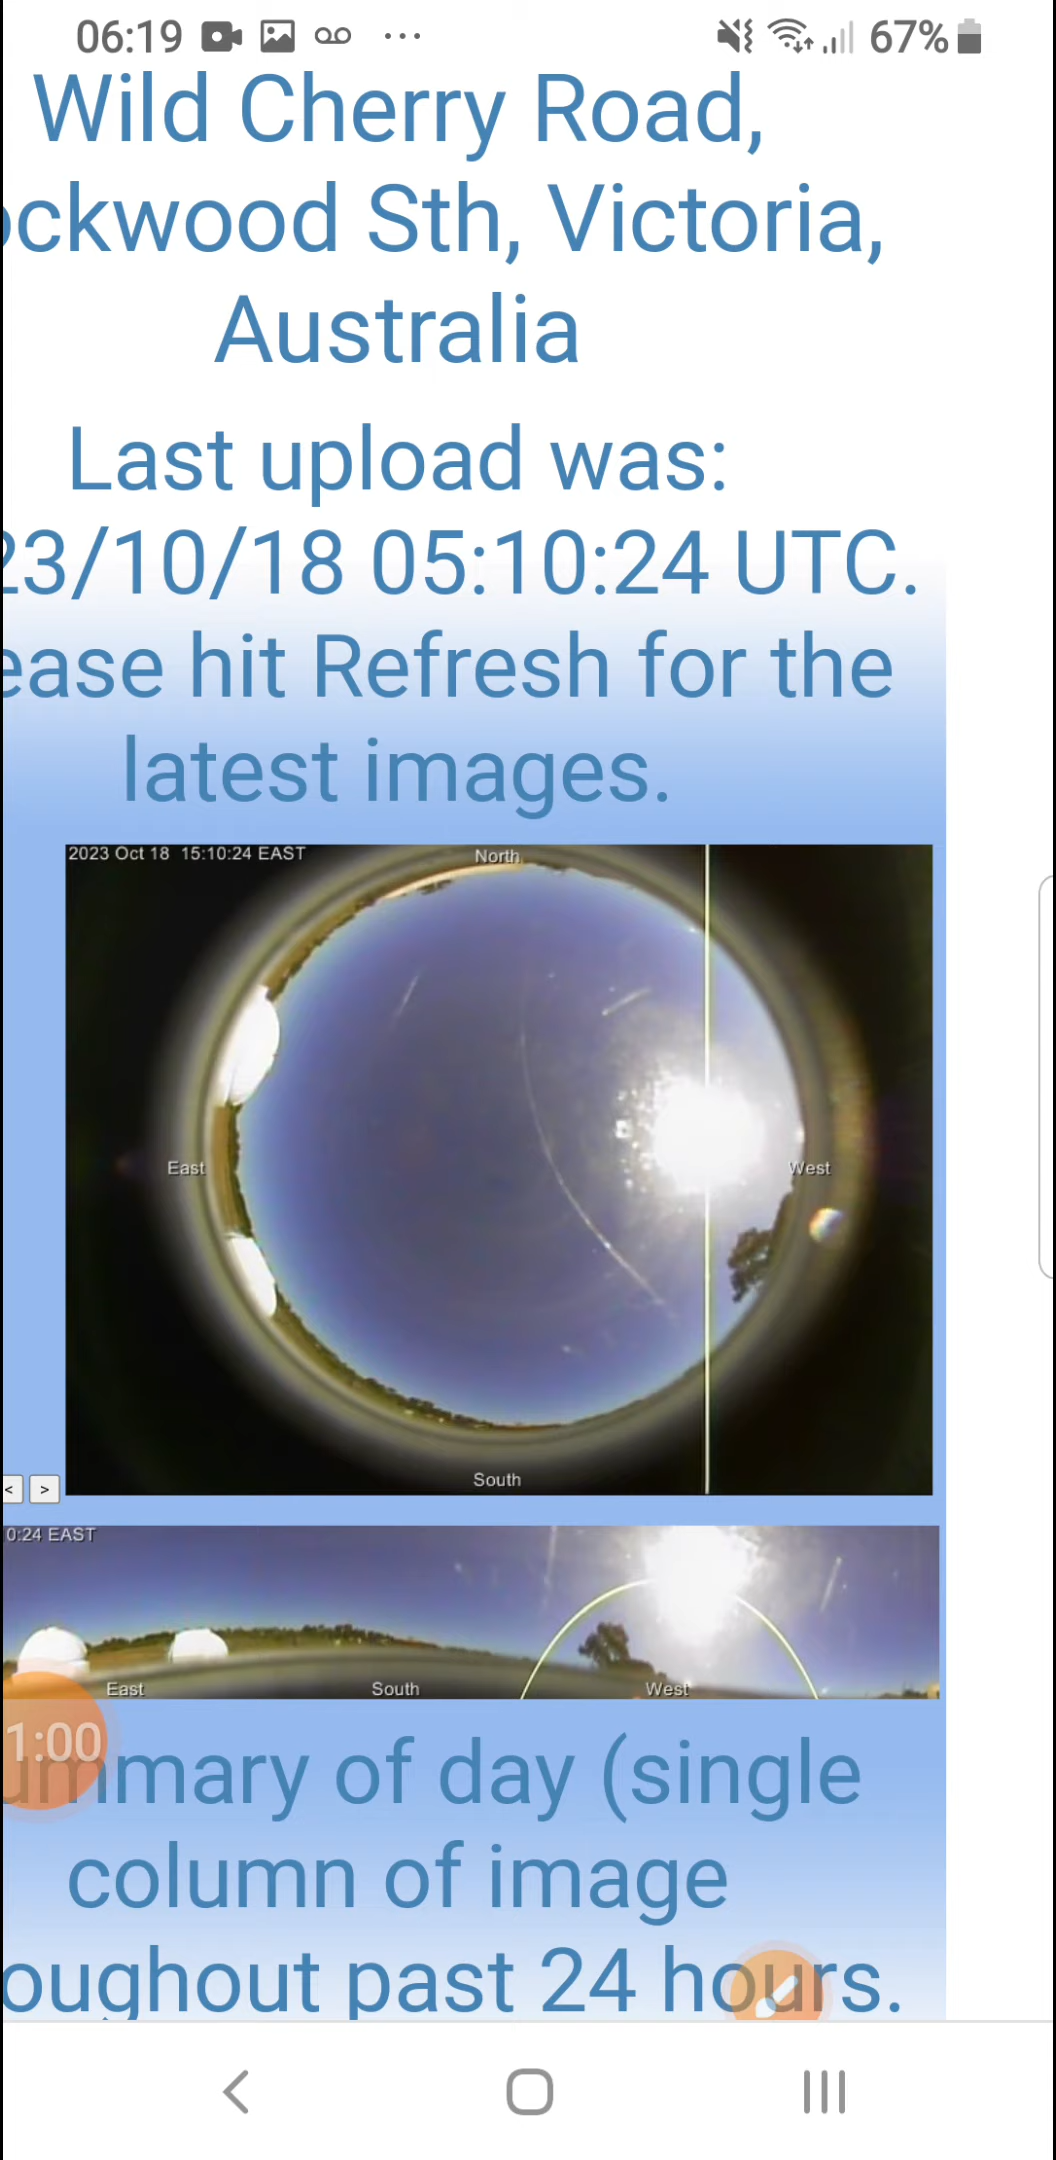 06:19 67%
Wild Cherry Road,
ockwood Sth, Victoria,
Australia
Last upload was:
23/10/18 05:10:24 UTC.
ease hit Refresh for the
latest images.
2023 Oct 18 15:10:24 EAST
North
East
West
South
< >
0:24 EAST
East South West
1:00
ummary of day (single
column of image
oughout past 24 hours.